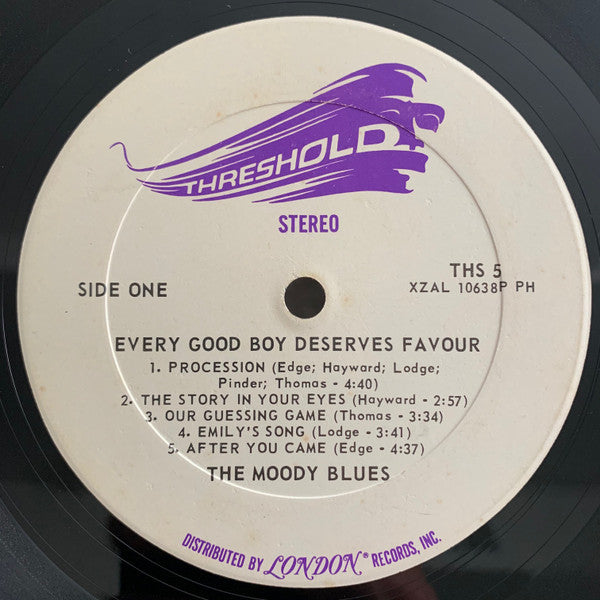 THRESHOLD
STEREO
SIDE ONE
THS 5
XZAL 10638P PH
EVERY GOOD BOY DESERVES FAVOUR
1. PROCESSION (Edge; Hayward; Lodge;
Pinder; Thomas - 4:40)
2. THE STORY IN YOUR EYES (Hayward - 2:57)
3. OUR GUESSING GAME (Thomas - 3:34)
4. EMILY'S SONG (Lodge - 3:41)
5. AFTER YOU CAME (Edge - 4:37)
THE MOODY BLUES
DISTRIBUTED BY LONDON® RECORDS, INC.